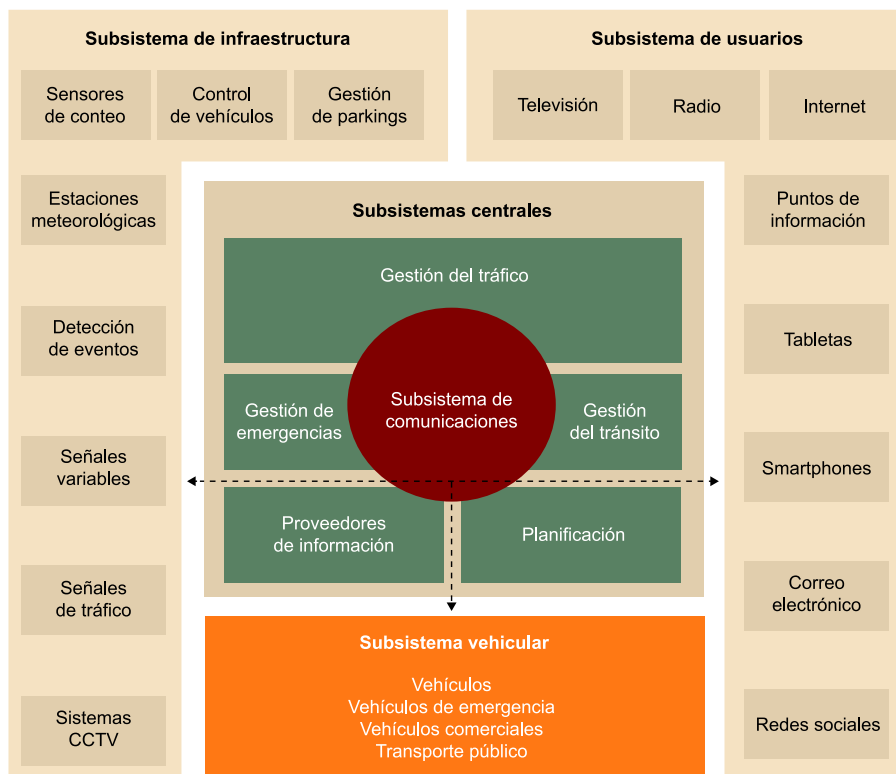 Subsistema de infraestructura
Sensores
de conteo
Control
de vehículos
Gestión
de parkings
Estaciones
meteorológicas
Detección
de eventos
Señales
variables
Señales
de tráfico
Sistemas
CCTV
Subsistema de usuarios
Televisión
Radio
Internet
Puntos de
información
Tabletas
Smartphones
Correo
electrónico
Redes sociales
Subsistemas centrales
Gestión del tráfico
Gestión de
emergencias
Subsistema de
comunicaciones
Gestión
del tránsito
Proveedores
de información
Planificación
Subsistema vehicular
Vehículos
Vehículos de emergencia
Vehículos comerciales
Transporte público